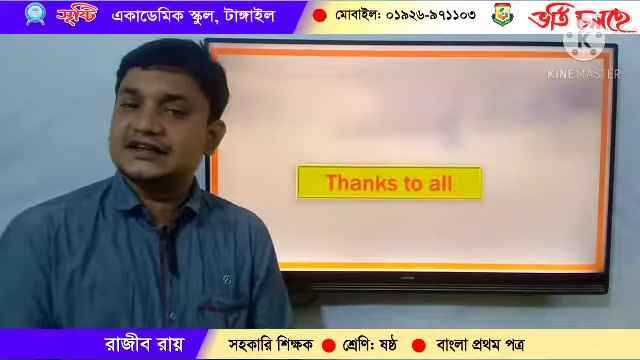 সৃষ্টি একাডেমিক স্কুল, টাঙ্গাইল মোবাইল: ০১৯২৬-৯৭১১০৩ ভর্তি চলছে..
KINEMASTER
Thanks to all
রাজীব রায় সহকারি শিক্ষক শ্রেণি: ষষ্ঠ বাংলা প্রথম পত্র